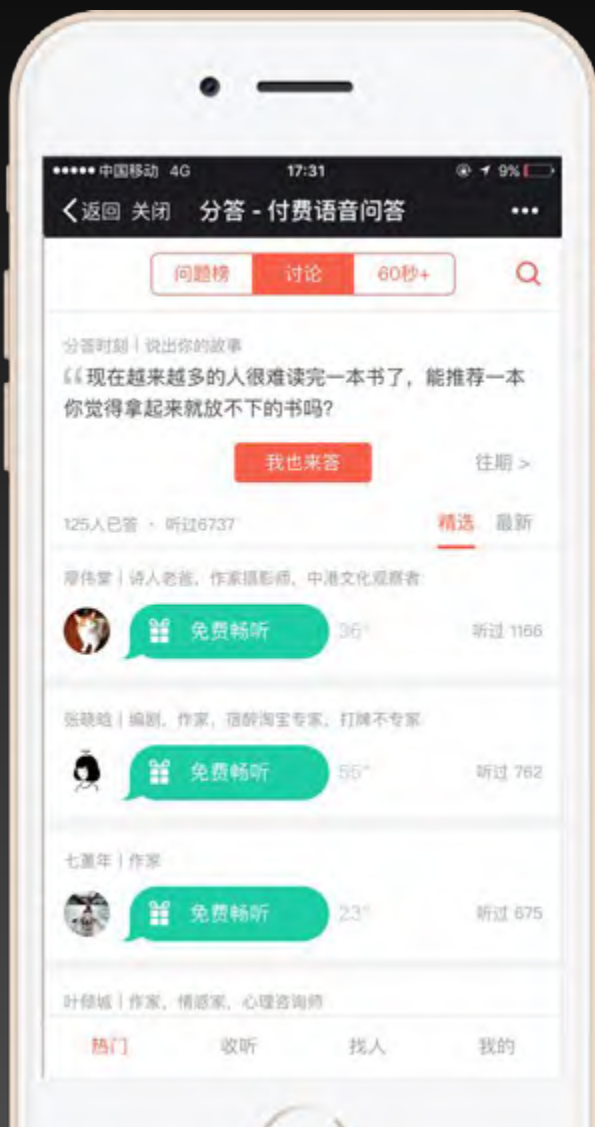 中国移动 4G 17:31 9%
返回 关闭 分答 - 付费语音问答
问题榜 讨论 60秒+
分答时刻 | 说出你的故事
“现在越来越多的人很难读完一本书了，能推荐一本
你觉得拿起来就放不下的书吗?
我也来答 往期 >
125人已答 · 听过6737 精选 最新
廖伟棠 | 诗人老爸，作家摄影师，中港文化观察者
免费畅听 36" 听过 1166
张晓晗 | 编剧，作家，宿醉淘宝专家，打牌不专家
免费畅听 55" 听过 762
七堇年 | 作家
免费畅听 23" 听过 675
叶倾城 | 作家，情感家，心理咨询师
热门 收听 找人 我的